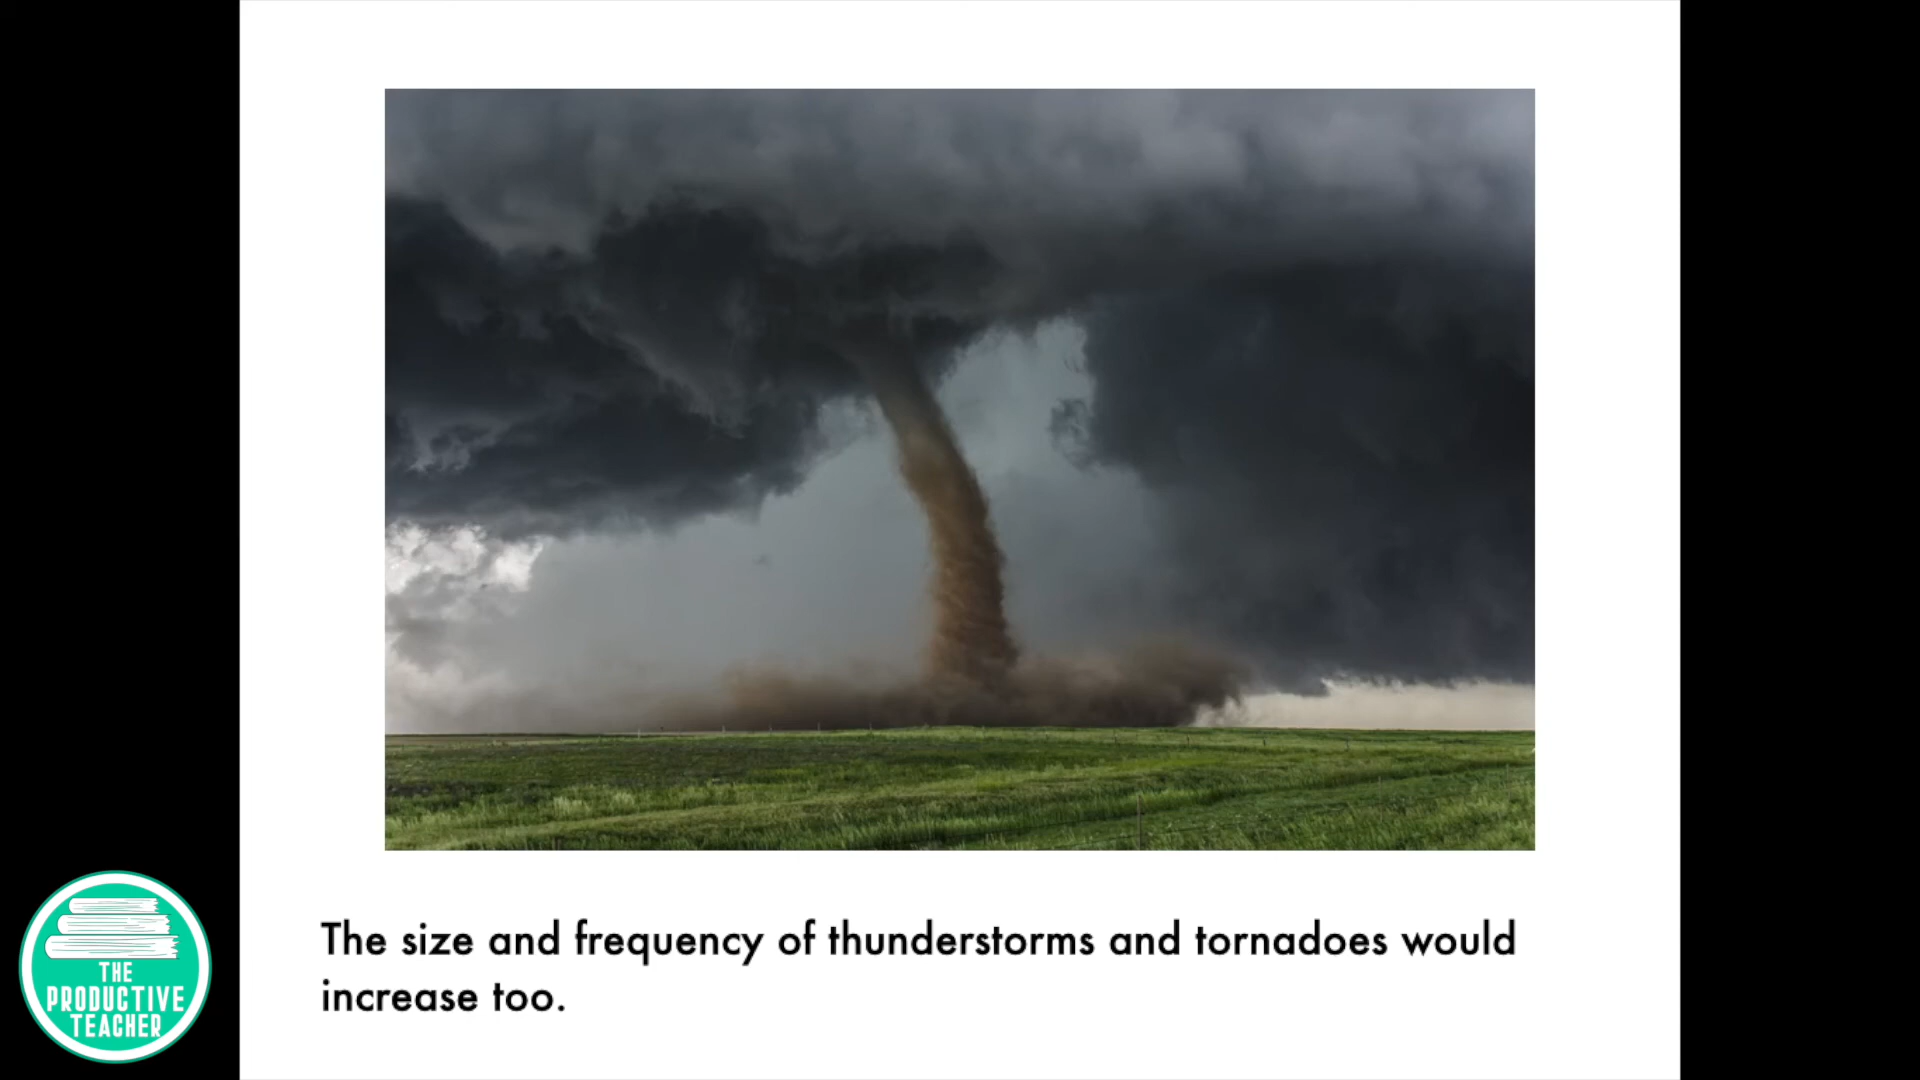 The size and frequency of thunderstorms and tornadoes would
increase too.
THE
PRODUCTIVE
TEACHER